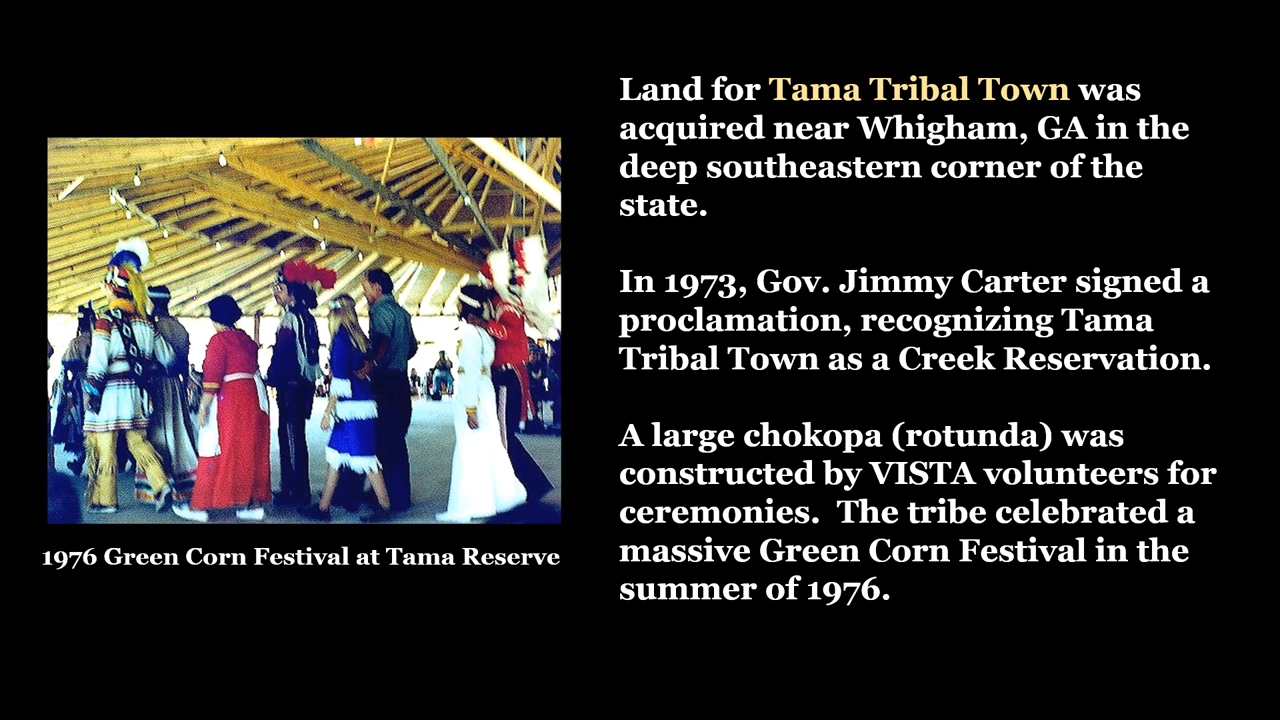 Land for Tama Tribal Town was
acquired near Whigham, GA in the
deep southeastern corner of the
state.
In 1973, Gov. Jimmy Carter signed a
proclamation, recognizing Tama
Tribal Town as a Creek Reservation.
A large chokopa (rotunda) was
constructed by VISTA volunteers for
ceremonies.  The tribe celebrated a
massive Green Corn Festival in the
summer of 1976.
1976 Green Corn Festival at Tama Reserve